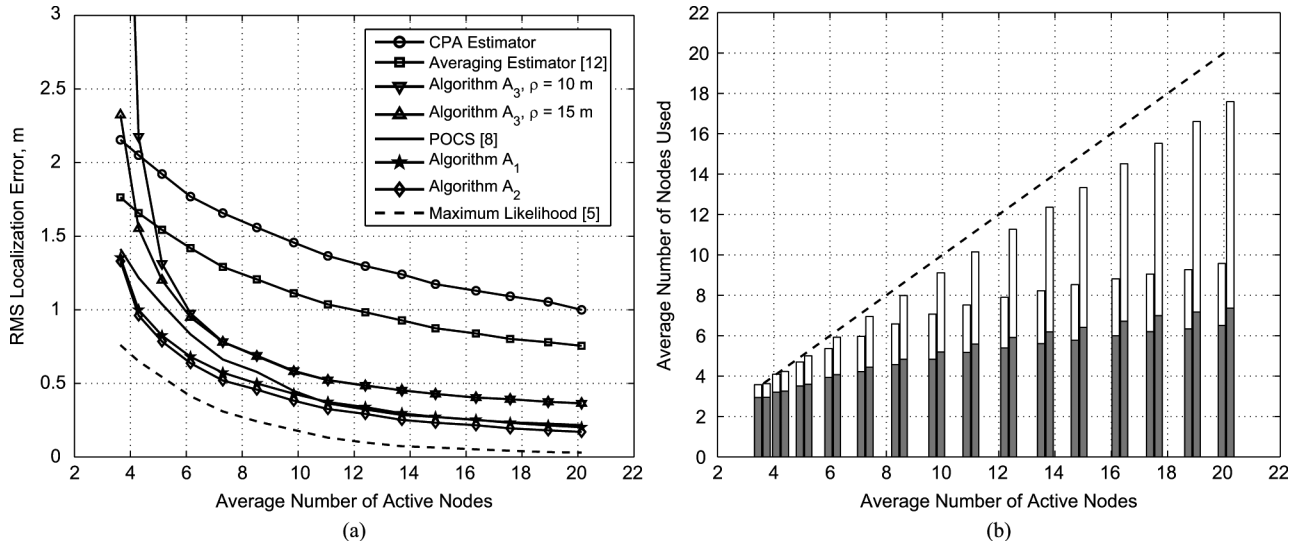 3
2.5
2
1.5
1
0.5
0
RMS Localization Error, m
CPA Estimator
Averaging Estimator [12]
Algorithm A3, ρ = 10 m
Algorithm A3, ρ = 15 m
POCS [8]
Algorithm A1
Algorithm A2
Maximum Likelihood [5]
2 4 6 8 10 12 14 16 18 20 22
Average Number of Active Nodes
(a)
22
20
18
16
14
12
10
8
6
4
2
0
Average Number of Nodes Used
2 4 6 8 10 12 14 16 18 20 22
Average Number of Active Nodes
(b)